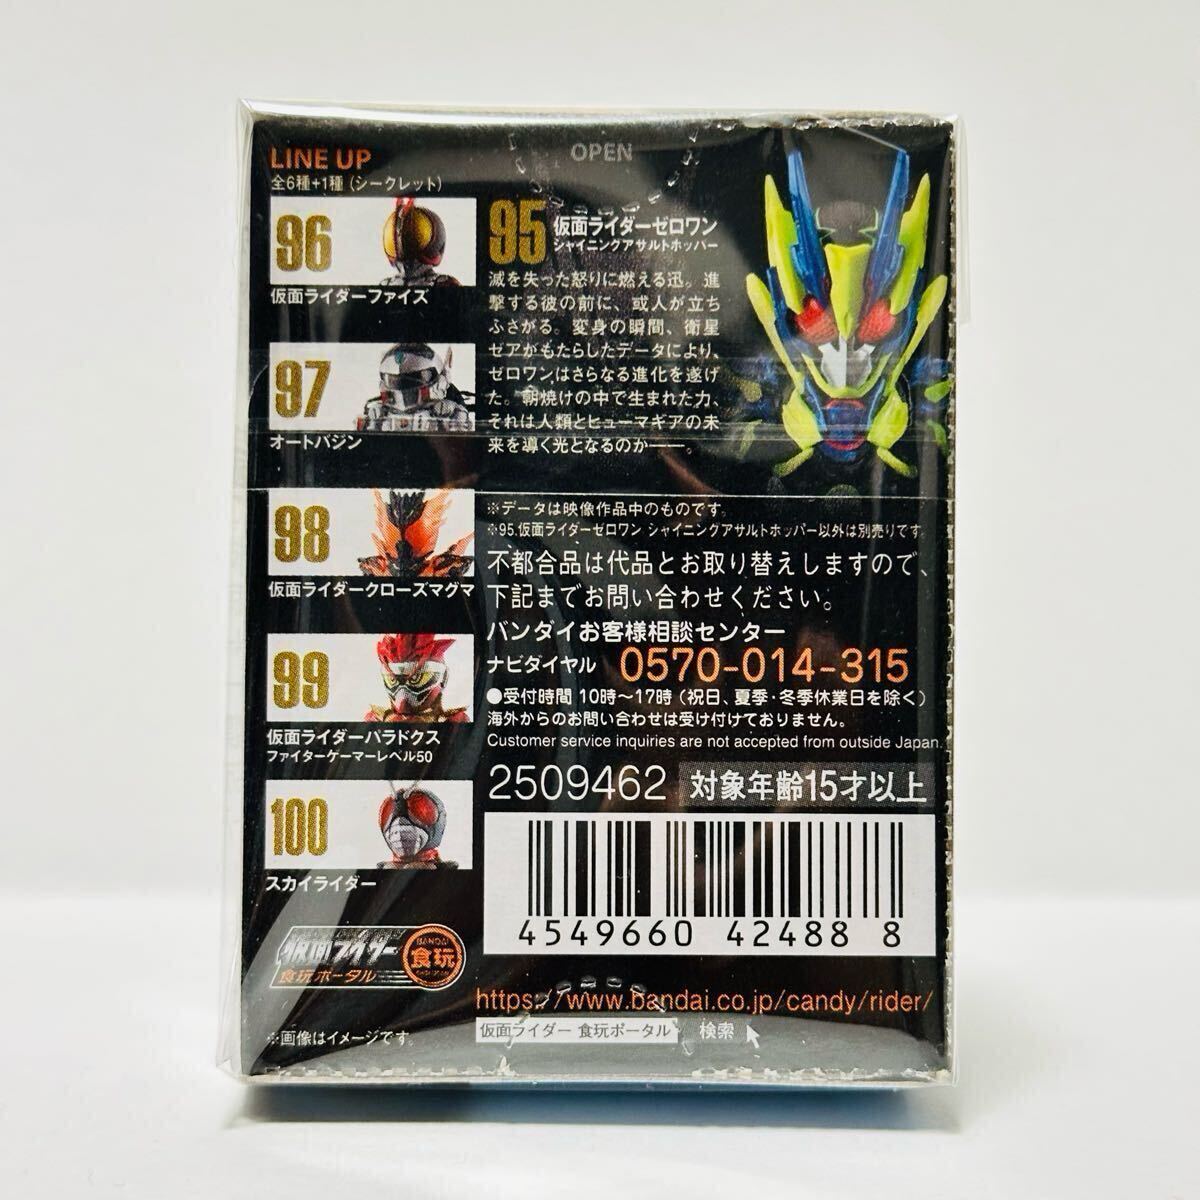 OPEN
LINE UP
全6種+1種(シークレット)
96
仮面ライダーファイズ
97
オートバジン
98
仮面ライダークローズマグマ
99
仮面ライダーパラドクス
ファイターゲーマーレベル50
100
スカイライダー
仮面ライダー
食玩ポータル
BANDAI
食玩
※画像はイメージです。
95 仮面ライダーゼロワン
シャイニングアサルトホッパー
滅を失った怒りに燃える迅。進
撃する彼の前に、或人が立ち
ふさがる。変身の瞬間、衛星
ゼアがもたらしたデータにより、
ゼロワンはさらなる進化を遂げ
た。朝焼けの中で生まれた力、
それは人類とヒューマギアの未
来を導く光となるのか――。
※データは映像作品中のものです。
※95.仮面ライダーゼロワン シャイニングアサルトホッパー以外は別売りです。
不都合品は代品とお取り替えしますので、
下記までお問い合わせください。
バンダイお客様相談センター
ナビダイヤル 0570-014-315
●受付時間 10時～17時(祝日、夏季・冬季休業日を除く)
海外からのお問い合わせは受け付けておりません。
Customer service inquiries are not accepted from outside Japan.
2509462 対象年齢15才以上
4549660 42488 8
https://www.bandai.co.jp/candy/rider/
仮面ライダー 食玩ポータル 検索